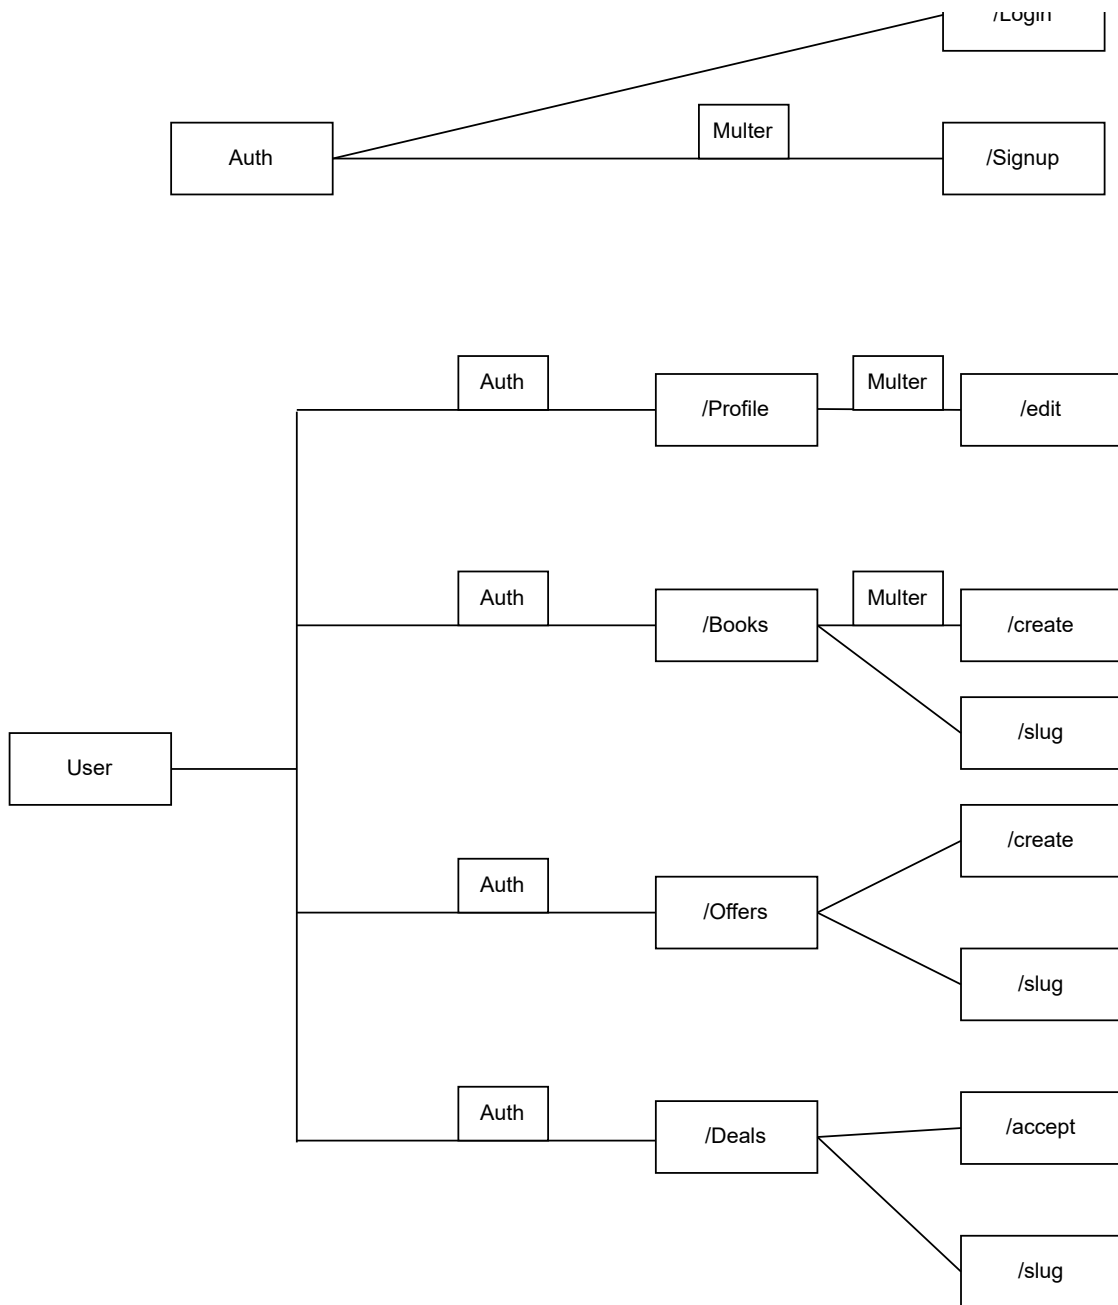 /Login
Multer
Auth
/Signup
Auth
Multer
/Profile
/edit
Auth
Multer
/Books
/create
/slug
User
/create
Auth
/Offers
/slug
Auth
/accept
/Deals
/slug